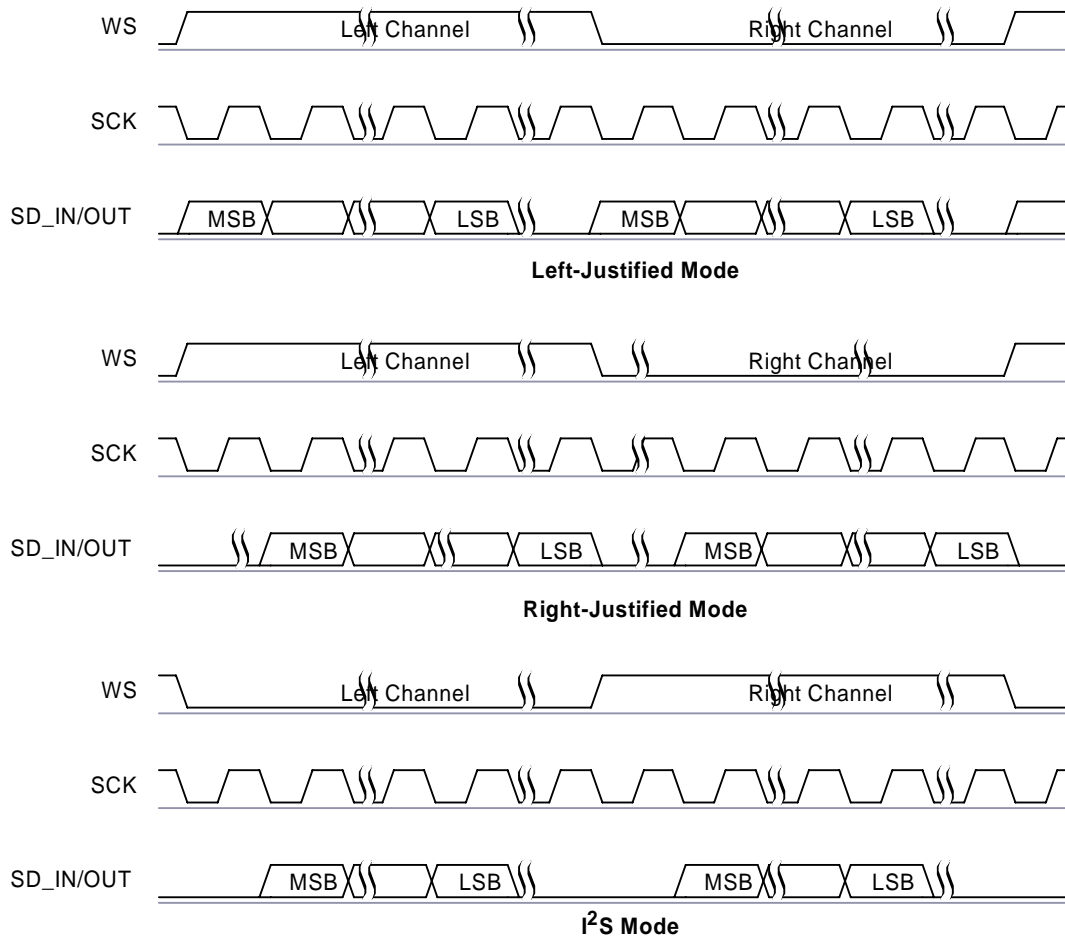 WS Left Channel Right Channel
SCK
SD_IN/OUT MSB LSB MSB LSB
Left-Justified Mode
WS Left Channel Right Channel
SCK
SD_IN/OUT MSB LSB MSB LSB
Right-Justified Mode
WS Left Channel Right Channel
SCK
SD_IN/OUT MSB LSB MSB LSB
I²S Mode